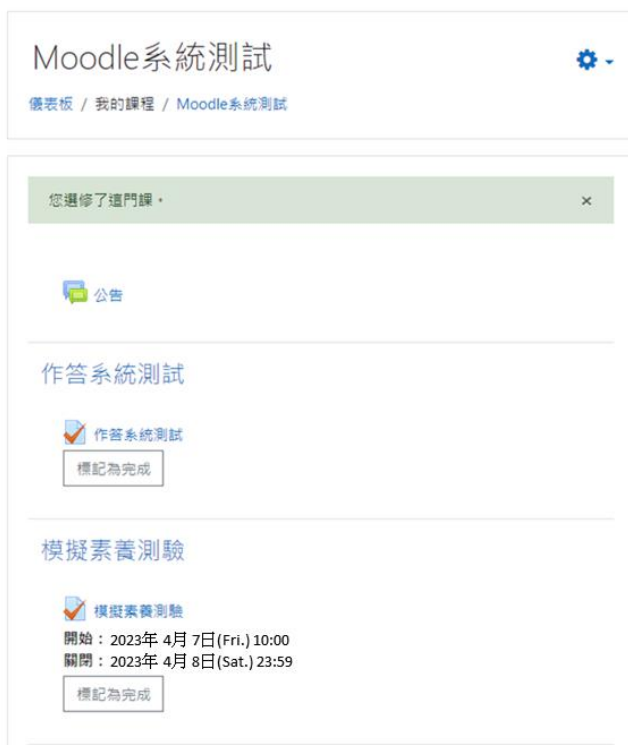 Moodle系統測試
儀表板 / 我的課程 / Moodle系統測試
您選修了這門課。
×
公告
作答系統測試
作答系統測試
標記為完成
模擬素養測驗
模擬素養測驗
開始：2023年 4月 7日(Fri.) 10:00
關閉：2023年 4月 8日(Sat.) 23:59
標記為完成